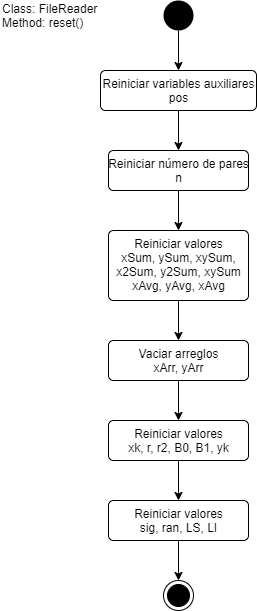 Class: FileReader
Method: reset()
Reiniciar variables auxiliares
pos
Reiniciar número de pares
n
Reiniciar valores
xSum, ySum, xySum,
x2Sum, y2Sum, xySum
xAvg, yAvg, xAvg
Vaciar arreglos
xArr, yArr
Reiniciar valores
xk, r, r2, B0, B1, yk
Reiniciar valores
sig, ran, LS, LI